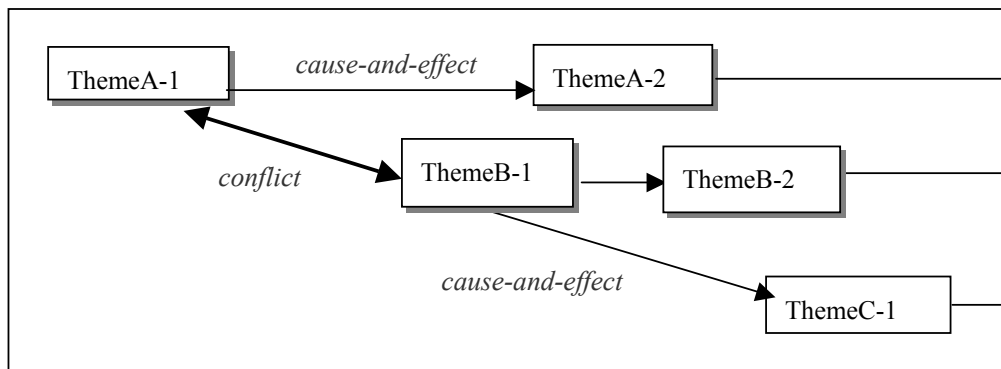 cause-and-effect
ThemeA-1
ThemeA-2
conflict
ThemeB-1
ThemeB-2
cause-and-effect
ThemeC-1